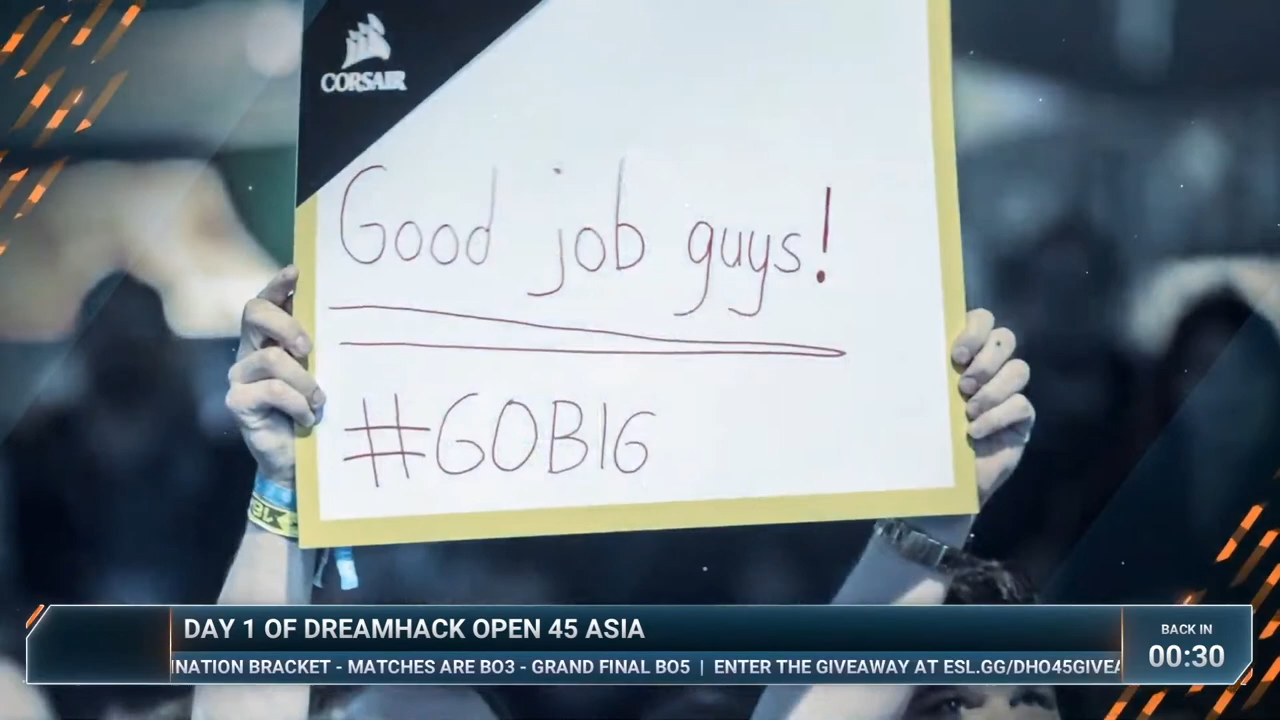 CORSAIR
Good job guys!
#GOBIG
DAY 1 OF DREAMHACK OPEN 45 ASIA
BACK IN
00:30
INATION BRACKET - MATCHES ARE BO3 - GRAND FINAL BO5 | ENTER THE GIVEAWAY AT ESL.GG/DHO45GIVEA